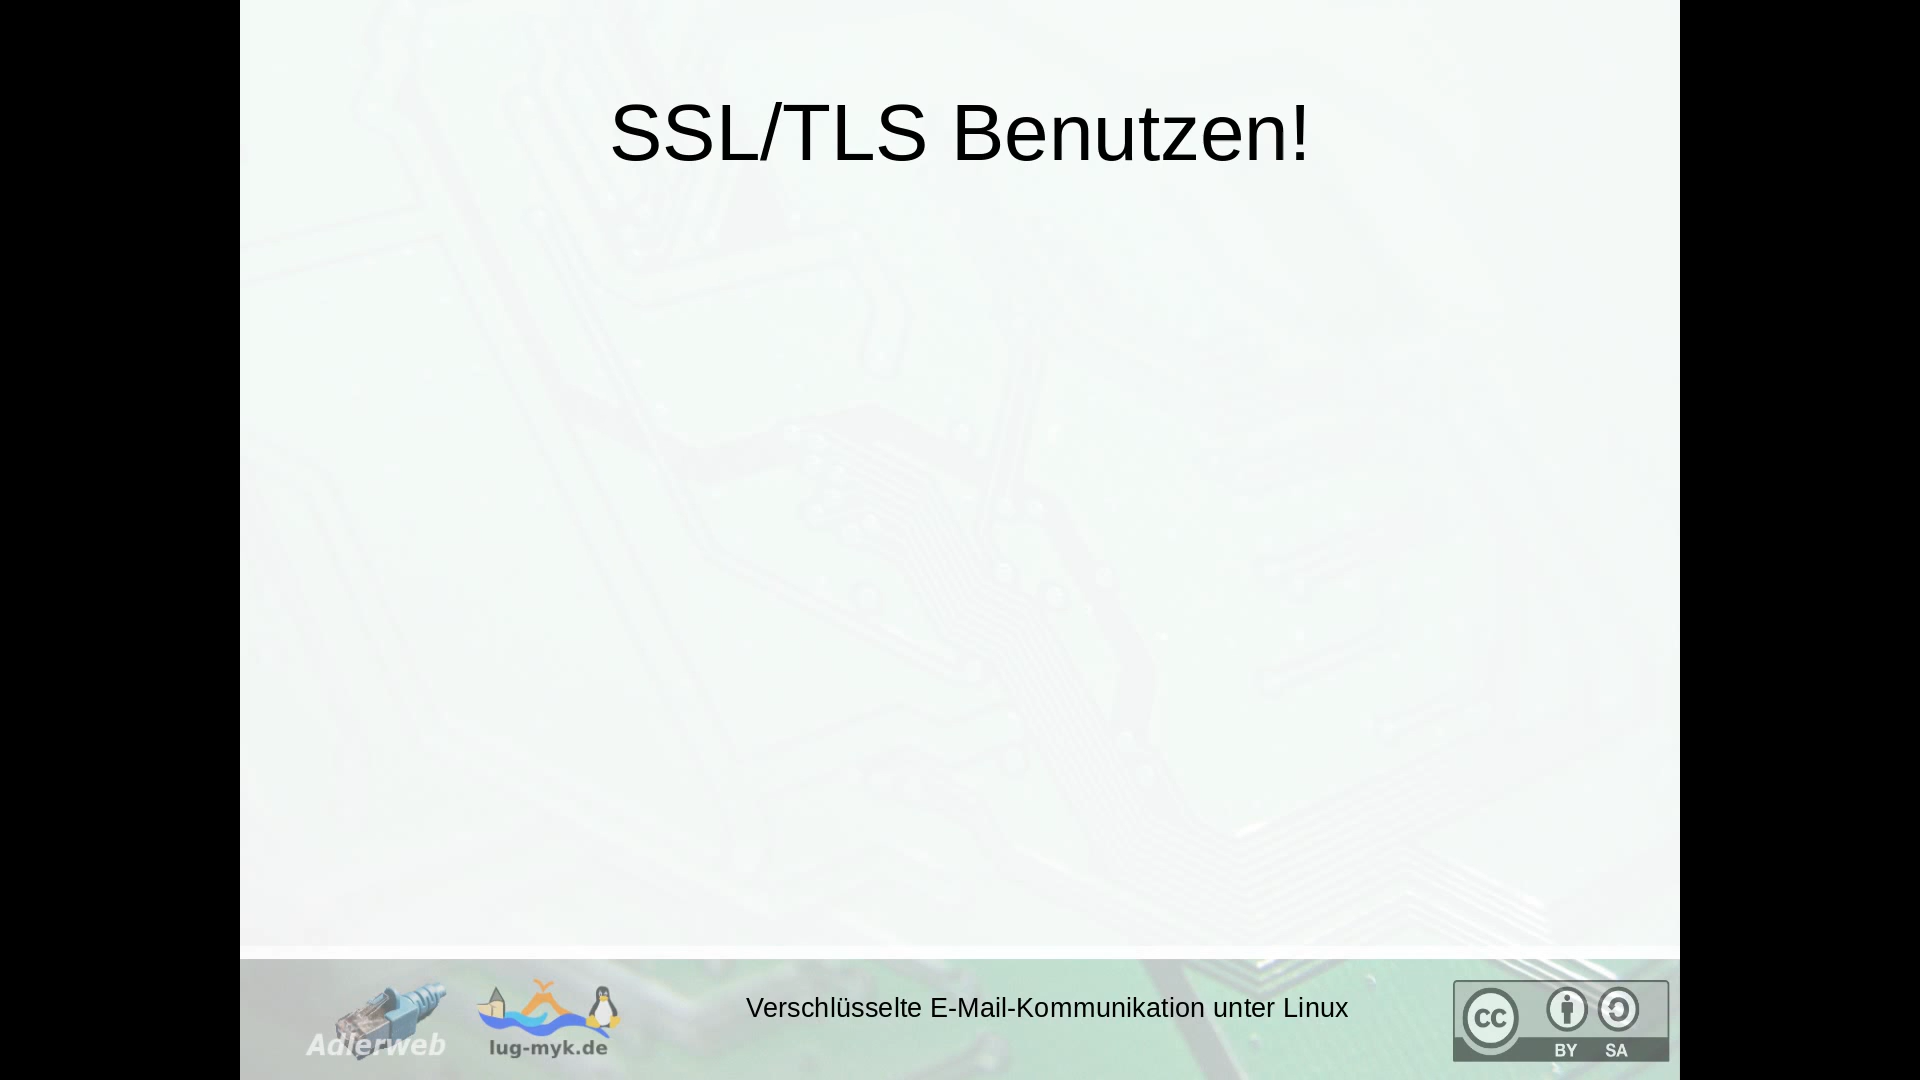 SSL/TLS Benutzen!
Adlerweb
lug-myk.de
Verschlüsselte E-Mail-Kommunikation unter Linux
cc
BY SA